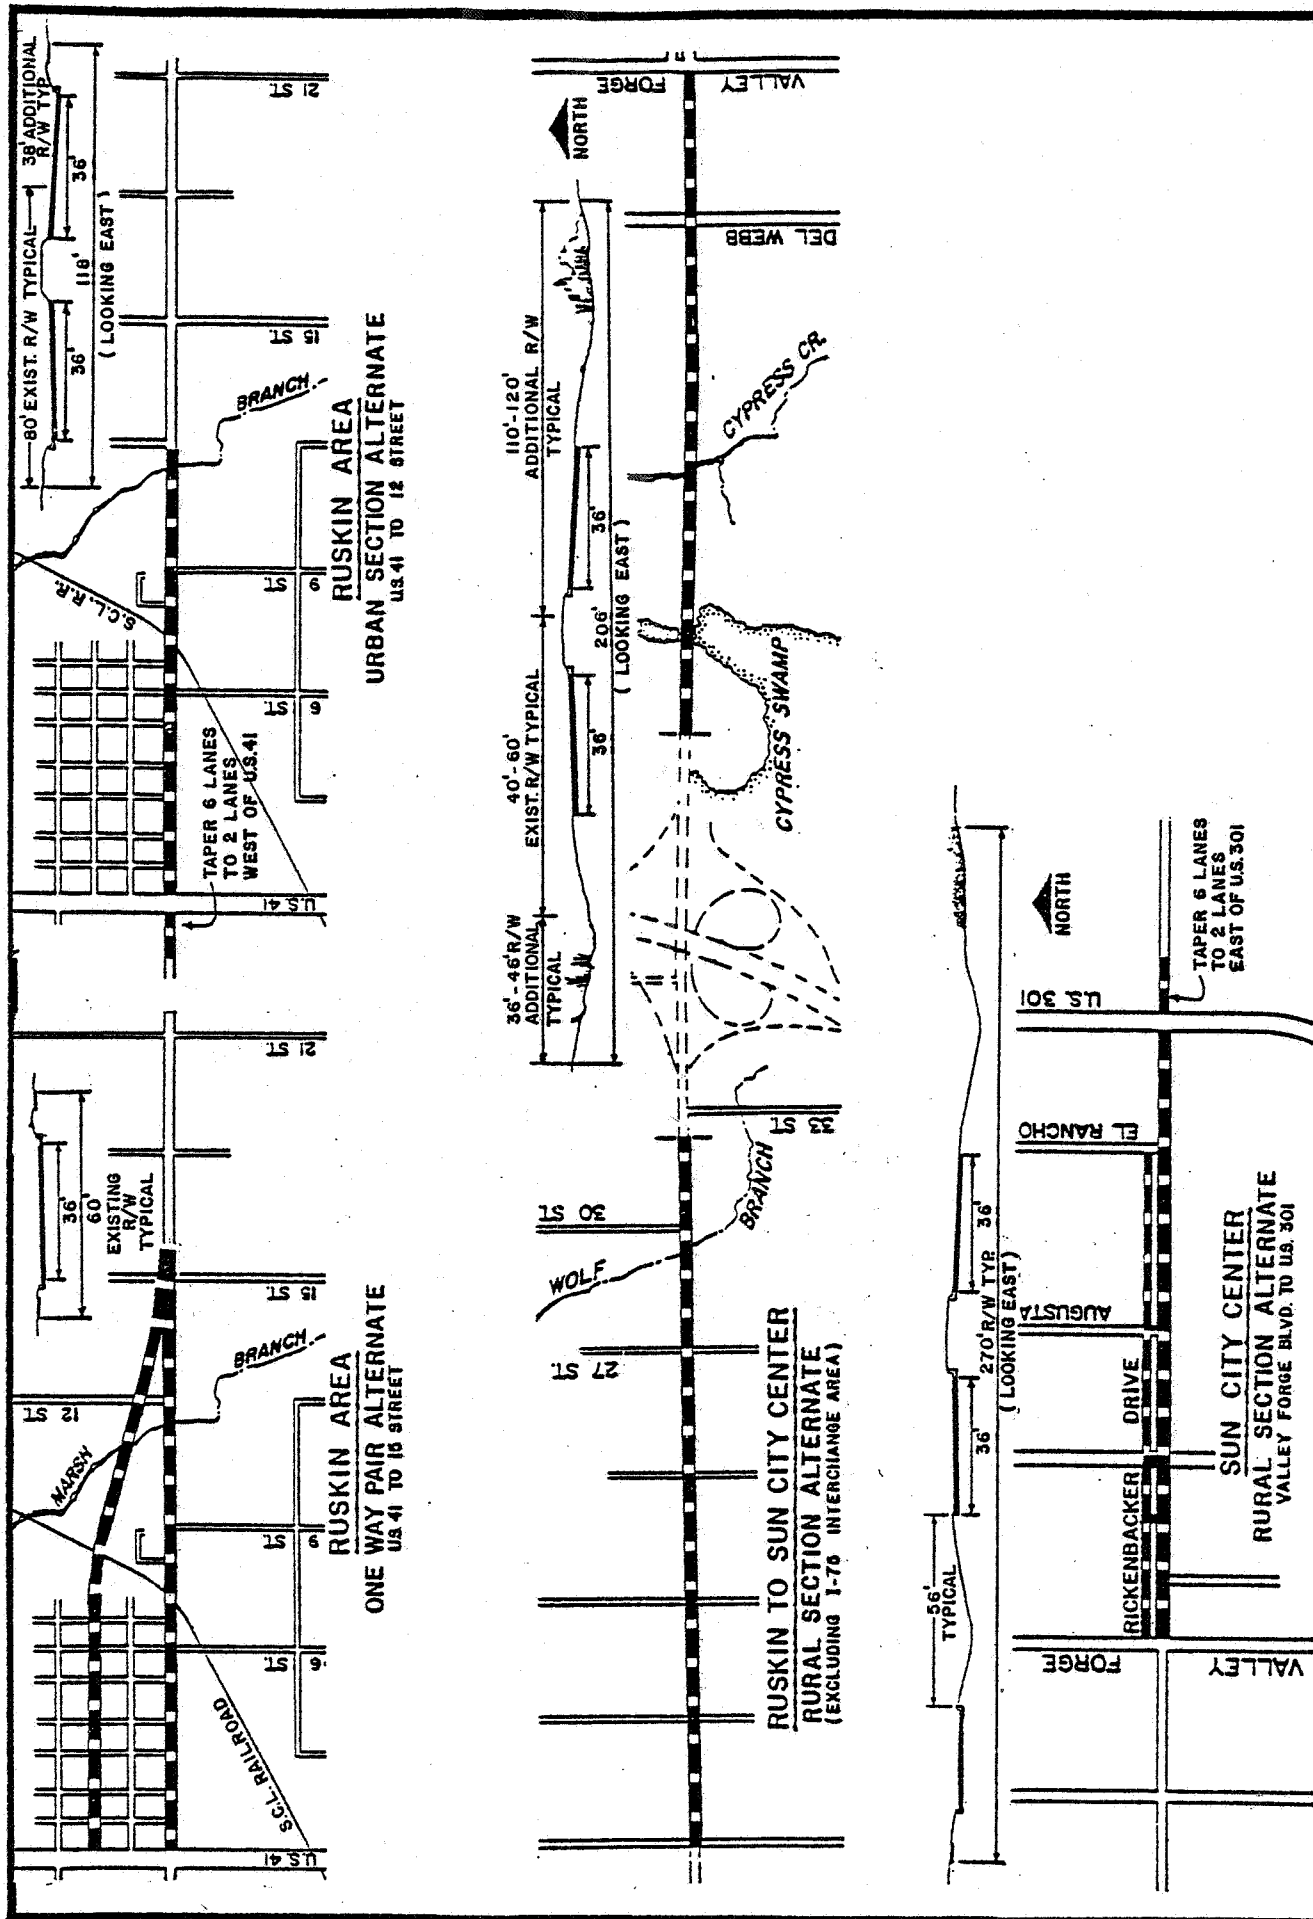 80' EXIST. R/W TYPICAL
38' ADDITIONAL
R/W TYP
36'
36'
118'
(LOOKING EAST)
21 ST.
15 ST.
BRANCH
S.C.L. R.R.
9 ST
6 ST
U.S. 41
TAPER 6 LANES
TO 2 LANES
WEST OF U.S.41
RUSKIN AREA
URBAN SECTION ALTERNATE
U.S. 41 TO 12 STREET
36'
60'
EXISTING
R/W
TYPICAL
21 ST.
15 ST.
12 ST.
MARSH
BRANCH
9 ST
6 ST
S.C.L. RAILROAD
U.S. 41
RUSKIN AREA
ONE WAY PAIR ALTERNATE
U.S. 41 TO 15 STREET
36'-46' R/W
ADDITIONAL
TYPICAL
40'-60'
EXIST. R/W TYPICAL
110'-120'
ADDITIONAL R/W
TYPICAL
36'
36'
206'
(LOOKING EAST)
NORTH
VALLEY FORGE
DEL WEBB
CYPRESS CR.
CYPRESS SWAMP
33 ST
30 ST
WOLF
BRANCH
27 ST
RUSKIN TO SUN CITY CENTER
RURAL SECTION ALTERNATE
(EXCLUDING I-75 INTERCHANGE AREA)
56'
TYPICAL
36'
36'
270' R/W TYP.
(LOOKING EAST)
NORTH
U.S. 301
TAPER 6 LANES
TO 2 LANES
EAST OF U.S.301
EL RANCHO
AUGUSTA
RICKENBACKER DRIVE
VALLEY FORGE
SUN CITY CENTER
RURAL SECTION ALTERNATE
VALLEY FORGE BLVD. TO U.S. 301